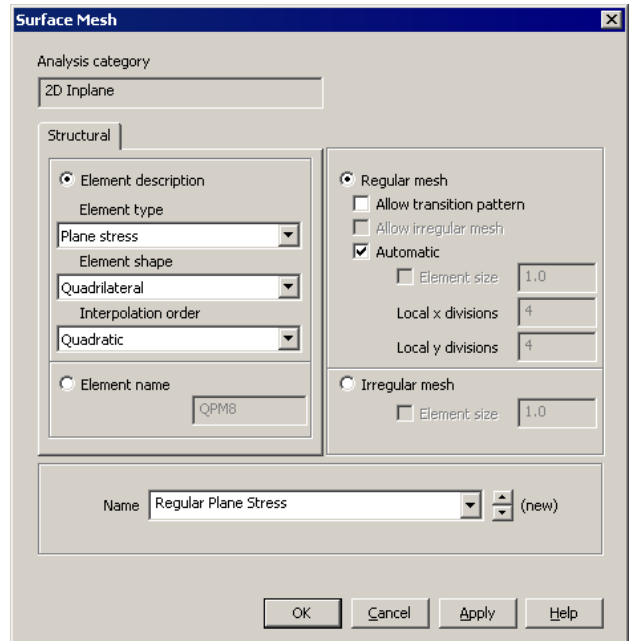 Surface Mesh
Analysis category
2D Inplane
Structural
Element description
Element type
Plane stress
Element shape
Quadrilateral
Interpolation order
Quadratic
Element name
QPM8
Regular mesh
Allow transition pattern
Allow irregular mesh
Automatic
Element size 1.0
Local x divisions 4
Local y divisions 4
Irregular mesh
Element size 1.0
Name Regular Plane Stress (new)
OK Cancel Apply Help